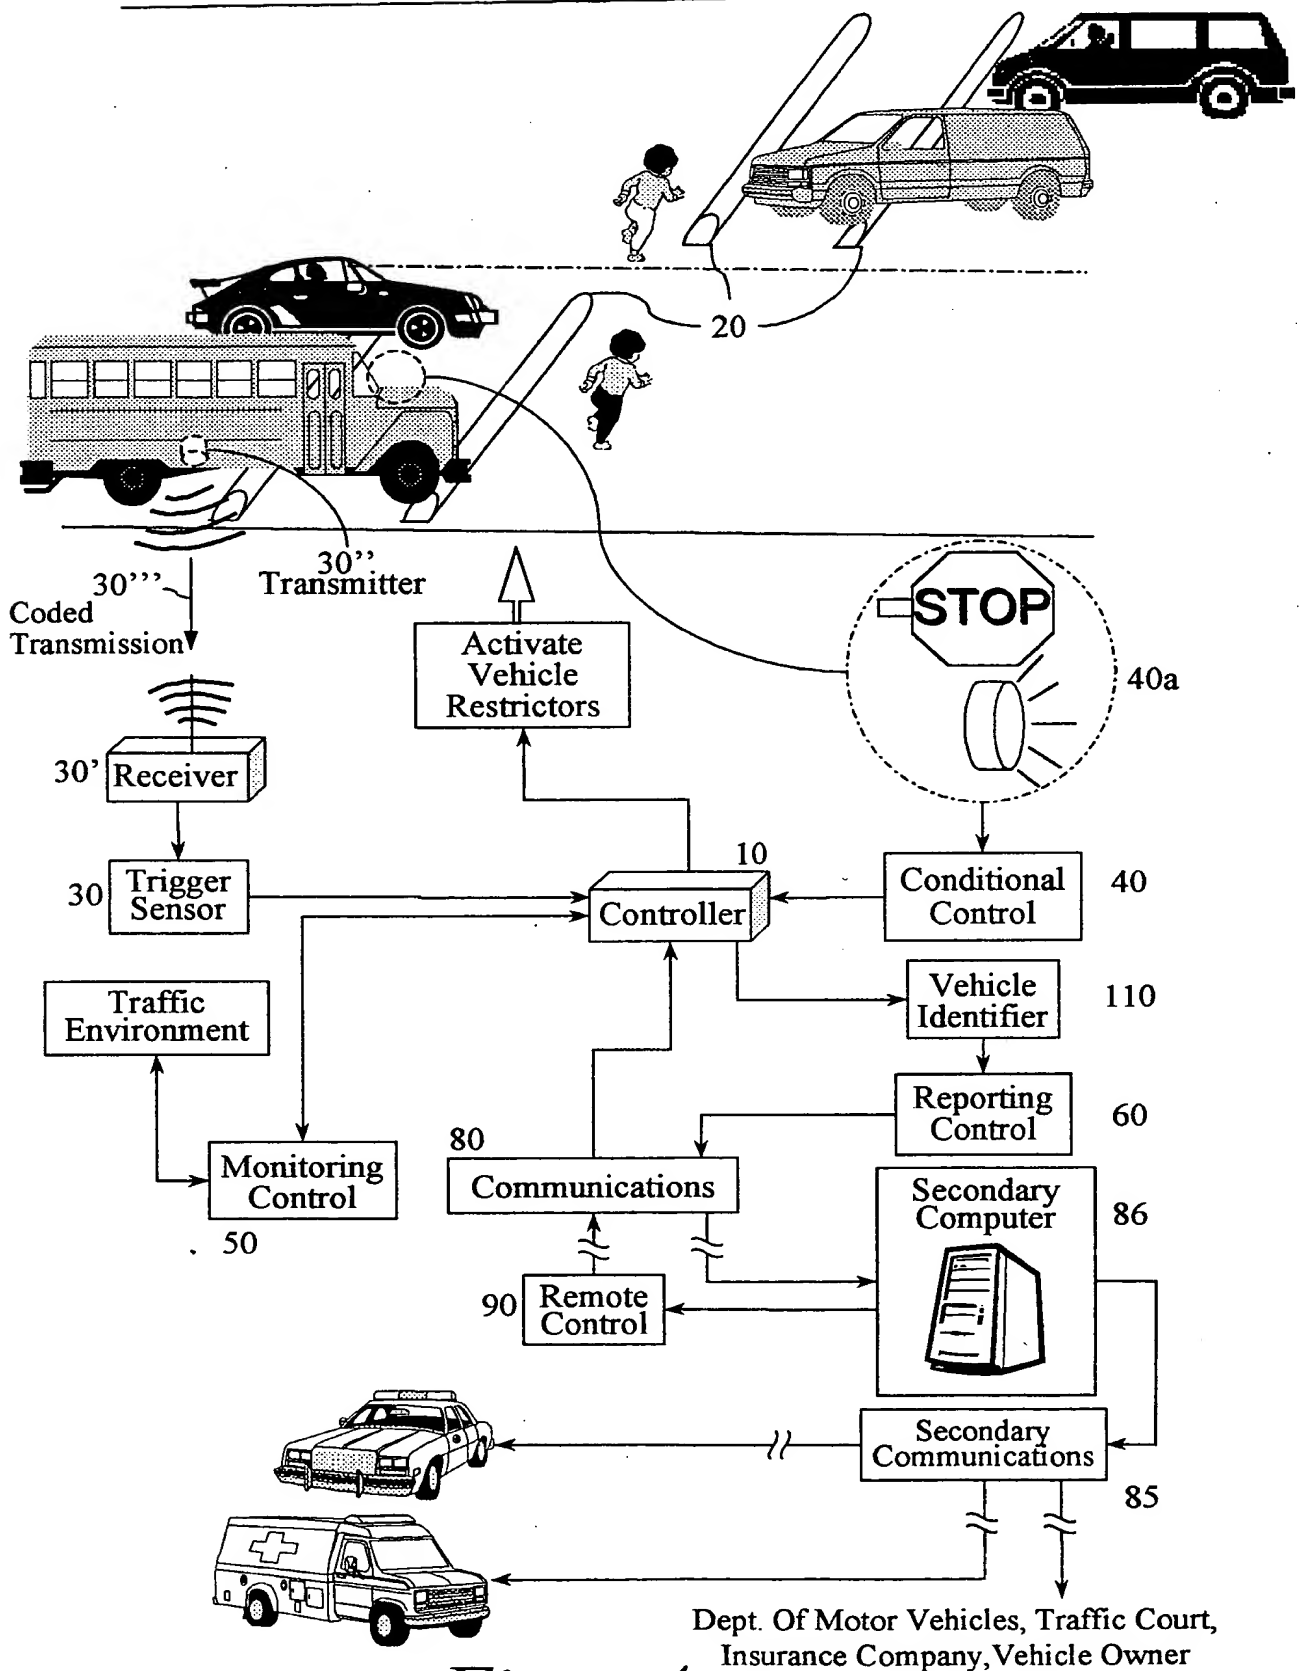 20
30''
Transmitter
30'''
Coded
Transmission
STOP
40a
Activate
Vehicle
Restrictors
30'
Receiver
10
30
Trigger
Sensor
Controller
Conditional
Control
40
Traffic
Environment
Vehicle
Identifier
110
Reporting
Control
60
80
Monitoring
Control
50
Communications
Secondary
Computer
86
90
Remote
Control
Secondary
Communications
85
Dept. Of Motor Vehicles, Traffic Court,
Insurance Company, Vehicle Owner